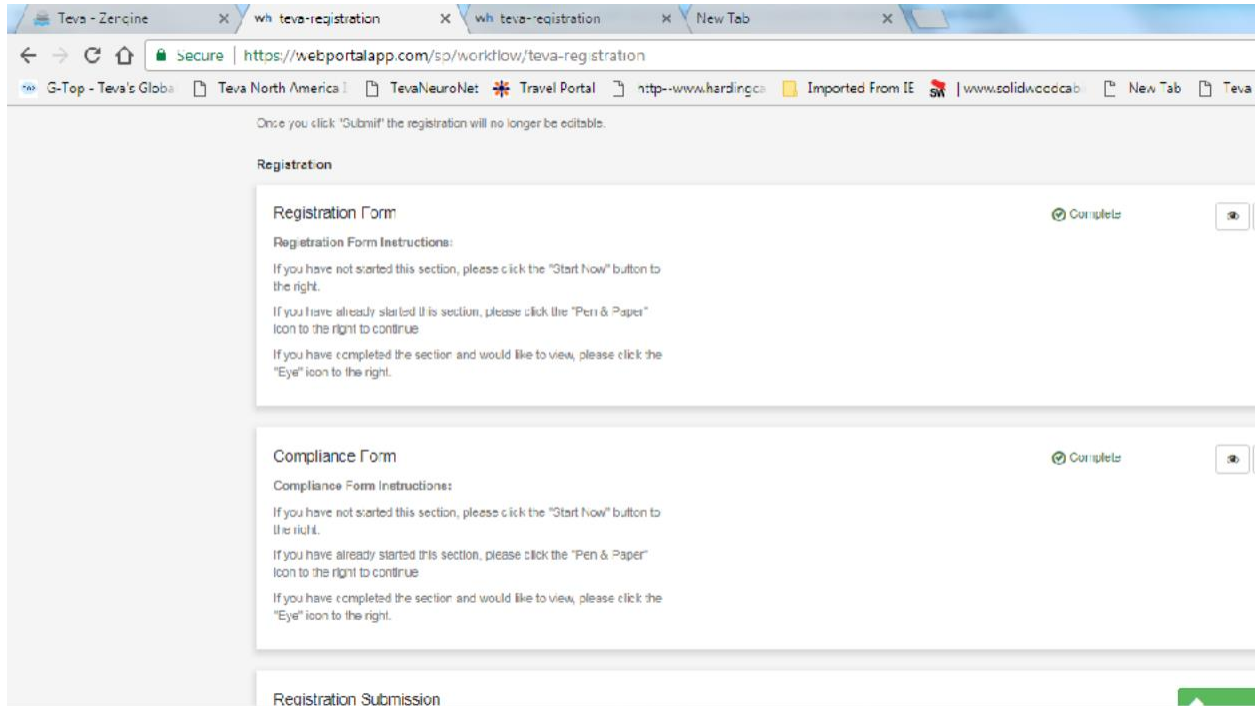 Teva - Zengine
wh teva-registration
wh teva-registration
New Tab
Secure | https://webportalapp.com/sp/workflow/teva-registration
G-Top - Teva's Globa
Teva North America I
TevaNeuroNet
Travel Portal
http--www.hardingca
Imported From IE
| www.solidwoodcabi
New Tab
Teva
Once you click "Submit" the registration will no longer be editable.
Registration
Registration Form
Complete
Registration Form Instructions:
If you have not started this section, please click the "Start Now" button to
the right.
If you have already started this section, please click the "Pen & Paper"
icon to the right to continue
If you have completed the section and would like to view, please click the
"Eye" icon to the right.
Compliance Form
Complete
Compliance Form Instructions:
If you have not started this section, please click the "Start Now" button to
the right.
If you have already started this section, please click the "Pen & Paper"
icon to the right to continue
If you have completed the section and would like to view, please click the
"Eye" icon to the right.
Registration Submission